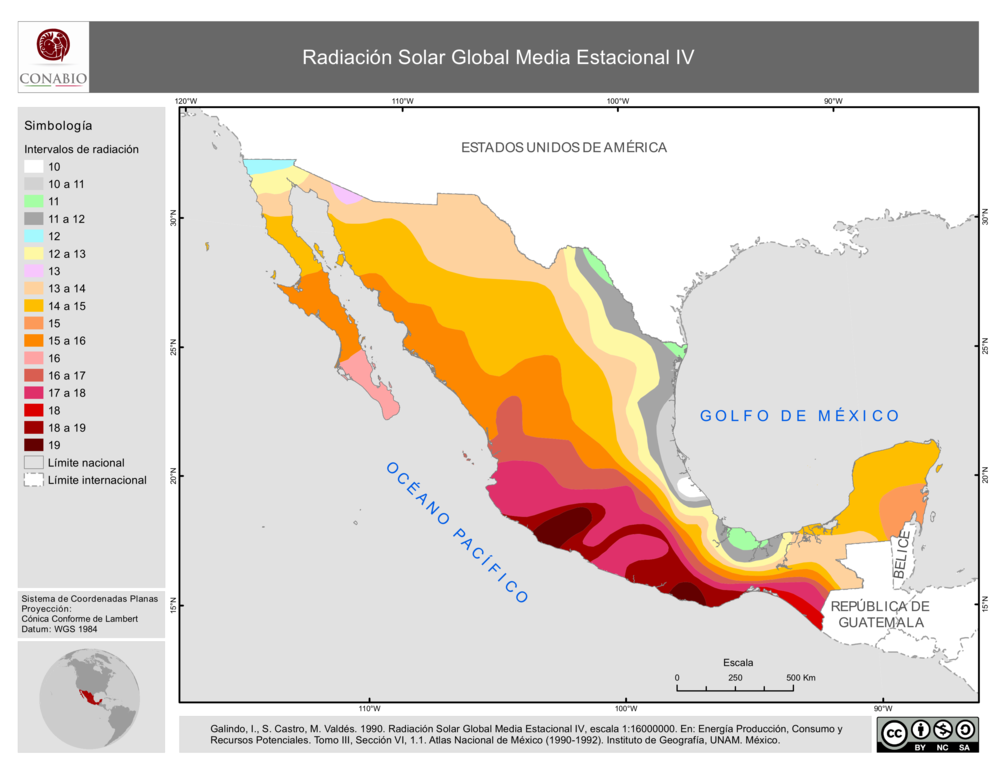 CONABIO
Radiación Solar Global Media Estacional IV
Simbología
Intervalos de radiación
10
10 a 11
11
11 a 12
12
12 a 13
13
13 a 14
14 a 15
15
15 a 16
16
16 a 17
17 a 18
18
18 a 19
19
Límite nacional
Límite internacional
Sistema de Coordenadas Planas
Proyección:
Cónica Conforme de Lambert
Datum: WGS 1984
120°W
110°W
100°W
90°W
30°N
30°N
25°N
25°N
20°N
20°N
15°N
15°N
ESTADOS UNIDOS DE AMÉRICA
GOLFO DE MÉXICO
OCÉANO PACÍFICO
BELICE
REPÚBLICA DE
GUATEMALA
Escala
0 250 500 Km
110°W
100°W
90°W
Galindo, I., S. Castro, M. Valdés. 1990. Radiación Solar Global Media Estacional IV, escala 1:16000000. En: Energía Producción, Consumo y
Recursos Potenciales. Tomo III, Sección VI, 1.1. Atlas Nacional de México (1990-1992). Instituto de Geografía, UNAM. México.
cc
BY NC SA